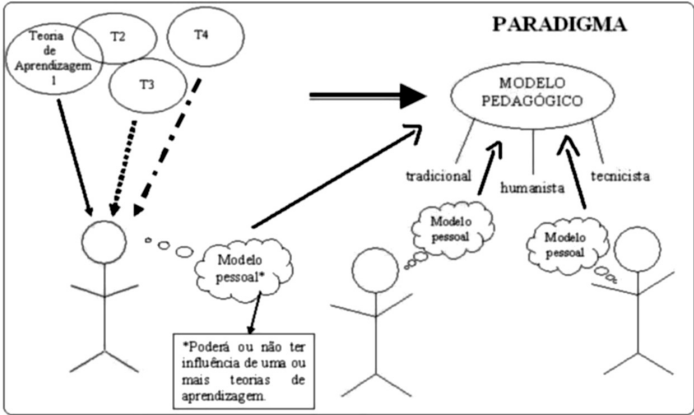 Teoria
de
Aprendizagem
1
T2
T3
T4
PARADIGMA
MODELO
PEDAGÓGICO
tradicional
humanista
tecnicista
Modelo
pessoal*
Modelo
pessoal
Modelo
pessoal
*Poderá ou não ter
influência de uma ou
mais teorias de
aprendizagem.